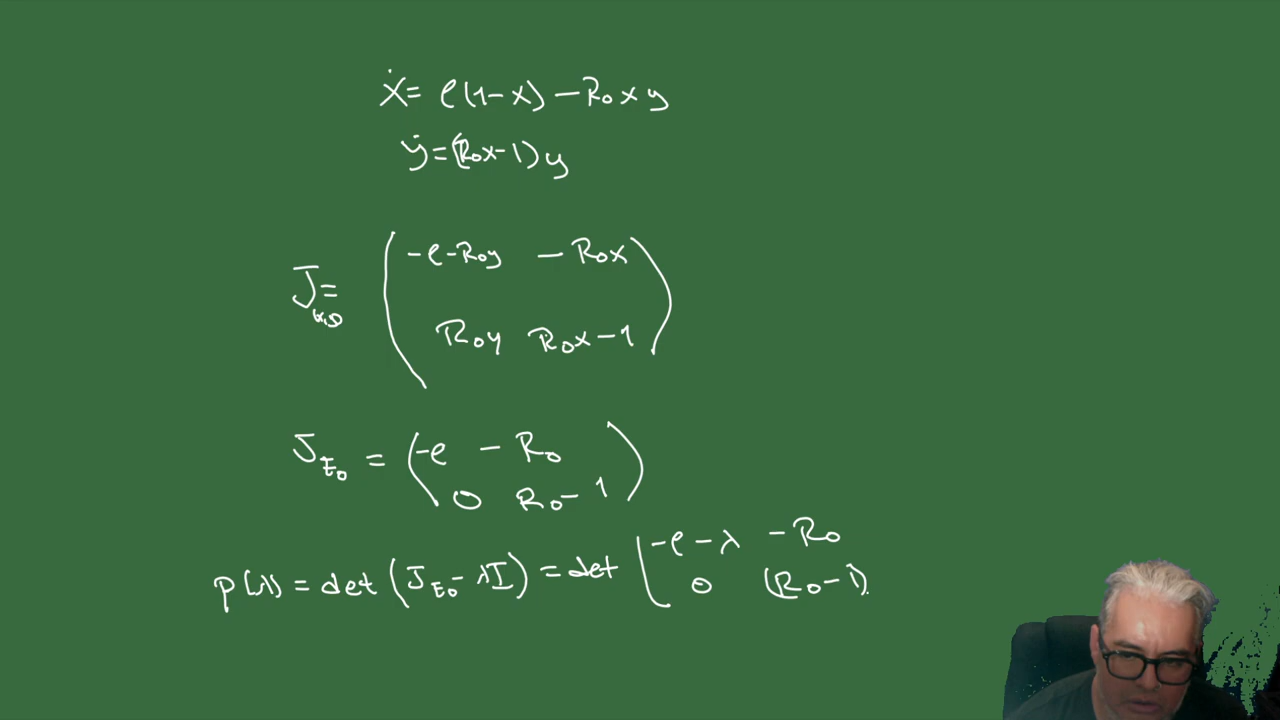 ẋ = e(1-x) - R₀xy
ẏ = (R₀x-1)y
J(x,y) = ( -e-R₀y  -R₀x
R₀y  R₀x-1 )
J_E₀ = ( -e  -R₀
0  R₀-1 )
p(λ) = det (J_E₀ - λI) = det ( -e-λ  -R₀
0  (R₀-1)